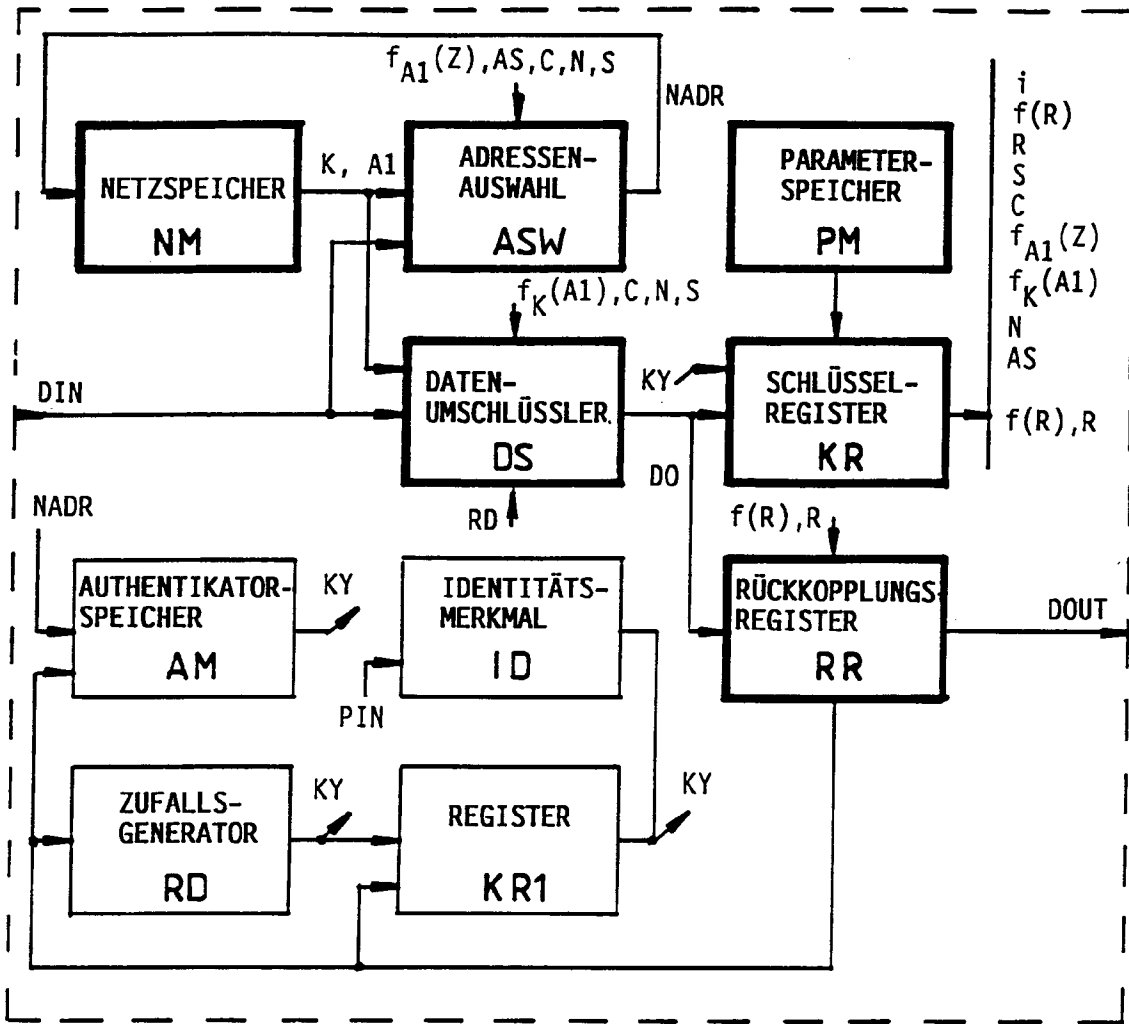 f_A1(Z),AS,C,N,S
NADR
NETZSPEICHER
NM
K, A1
ADRESSEN-
AUSWAHL
ASW
PARAMETER-
SPEICHER
PM
i
f(R)
R
S
C
f_A1(Z)
f_K(A1)
N
AS
f(R),R
f_K(A1),C,N,S
DIN
DATEN-
UMSCHLÜSSLER
DS
KY
SCHLÜSSEL-
REGISTER
KR
DO
RD
NADR
f(R),R
AUTHENTIKATOR-
SPEICHER
AM
KY
IDENTITÄTS-
MERKMAL
ID
PIN
RÜCKKOPPLUNGS-
REGISTER
RR
DOUT
ZUFALLS-
GENERATOR
RD
KY
REGISTER
KR1
KY